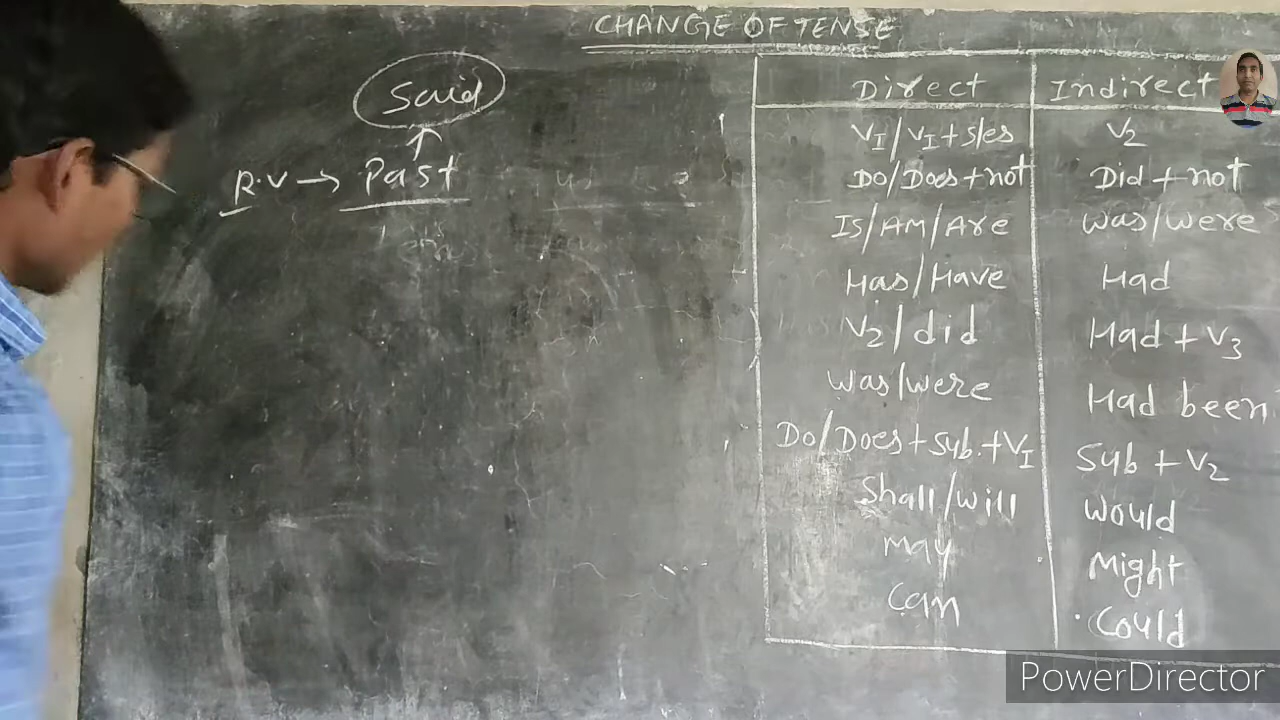 CHANGE OF TENSE
Said
R.V → Past
Direct Indirect
V1/V1+s/es V2
Do/Does+not Did+not
Is/Am/Are Was/were
Has/Have Had
V2/did Had+V3
Was/were Had been
Do/Does+Sub.+V1 Sub+V2
Shall/will Would
May Might
Can Could
PowerDirector